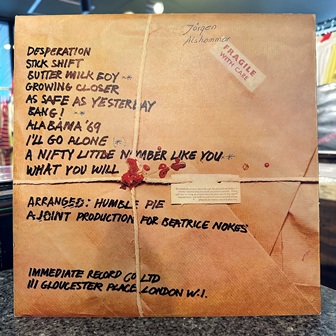 Jörgen
Alshammar
FRAGILE
WITH CARE
DESPERATION
STICK SHIFT
BUTTER MILK BOY
GROWING CLOSER
AS SAFE AS YESTERDAY
BANG!
ALABAMA '69
I'LL GO ALONE
A NIFTY LITTLE NUMBER LIKE YOU
WHAT YOU WILL
ARRANGED: HUMBLE PIE
A JOINT PRODUCTION FOR BEATRICE NOKES
IMMEDIATE RECORD CO LTD
111 GLOUCESTER PLACE LONDON W.1.